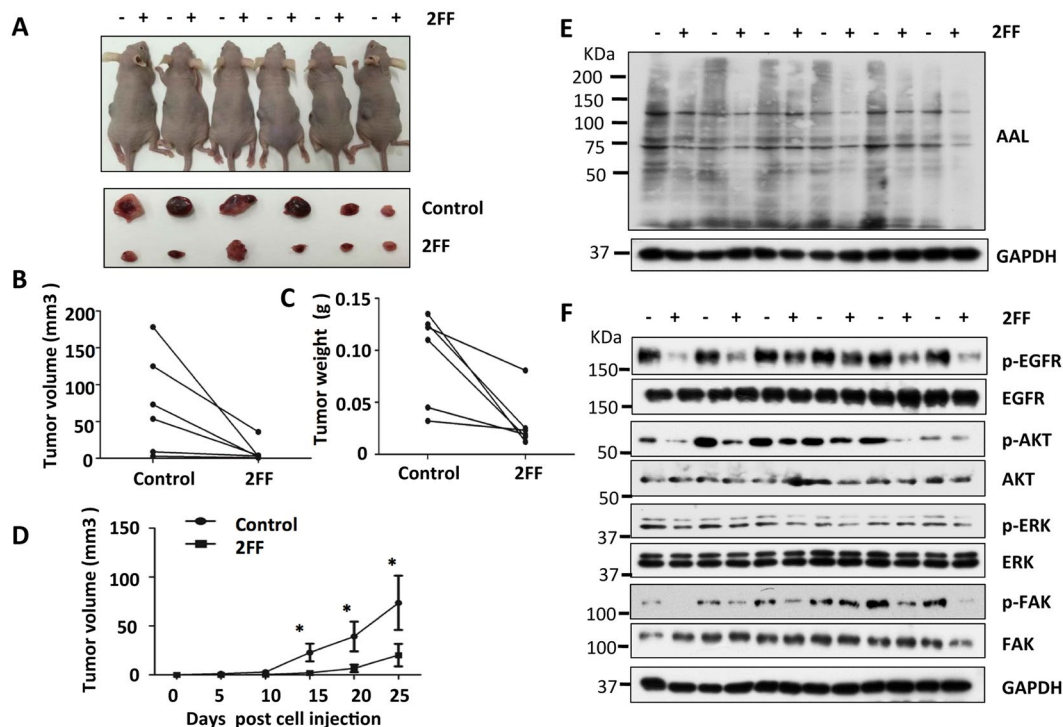 A
- + - + - + - + - + - + 2FF
Control
2FF
B
Tumor volume (mm3)
200
150
100
50
0
Control 2FF
C
Tumor weight (g)
0.15
0.10
0.05
0
Control 2FF
D
Tumor volume (mm3)
150
100
50
0
Control
2FF
*
*
*
0 5 10 15 20 25
Days post cell injection
E
- + - + - + - + - + - + 2FF
KDa
200
150
100
75
50
AAL
37
GAPDH
F
- + - + - + - + - + - + 2FF
KDa
150
p-EGFR
150
EGFR
50
p-AKT
50
AKT
37
p-ERK
37
ERK
100
p-FAK
100
FAK
37
GAPDH